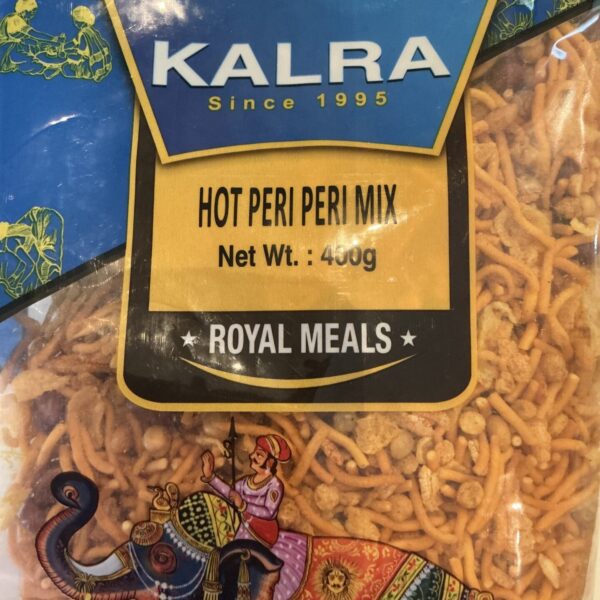 KALRA
Since 1995
HOT PERI PERI MIX
Net Wt. : 400g
★ ROYAL MEALS ★